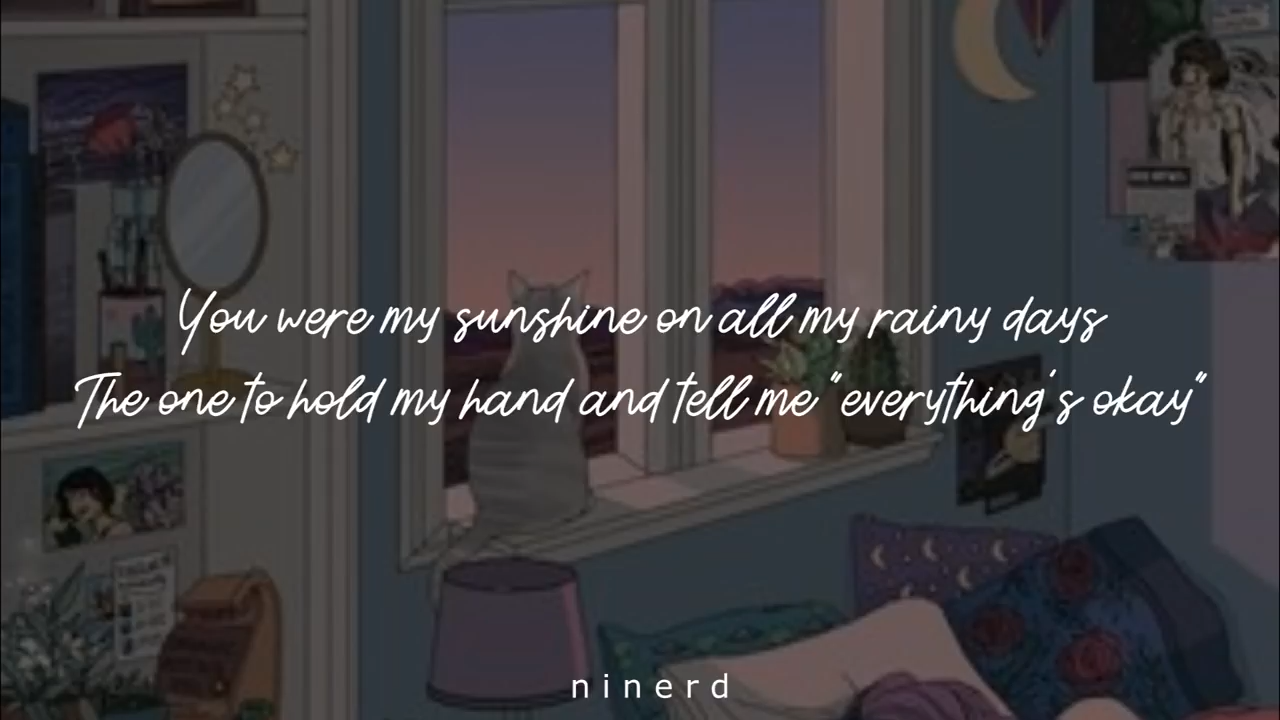 You were my sunshine on all my rainy days
The one to hold my hand and tell me "everything's okay"
ninerd